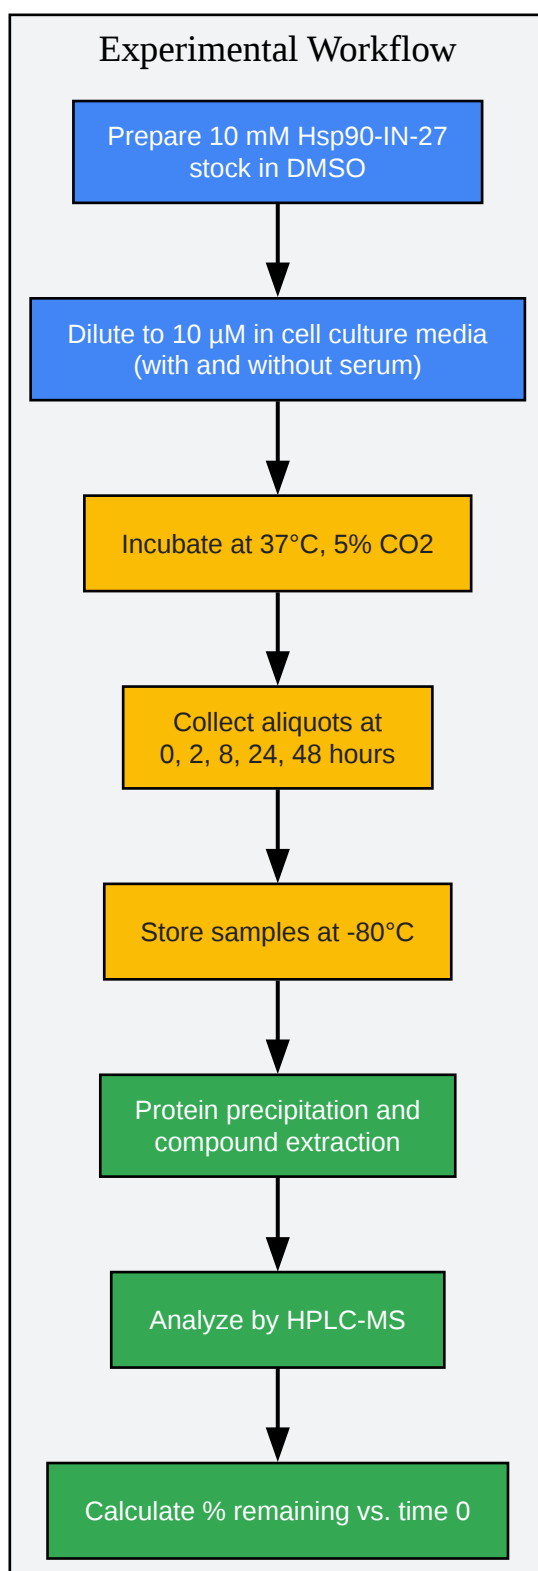 Experimental Workflow
Prepare 10 mM Hsp90-IN-27
stock in DMSO
Dilute to 10 µM in cell culture media
(with and without serum)
Incubate at 37°C, 5% CO2
Collect aliquots at
0, 2, 8, 24, 48 hours
Store samples at -80°C
Protein precipitation and
compound extraction
Analyze by HPLC-MS
Calculate % remaining vs. time 0